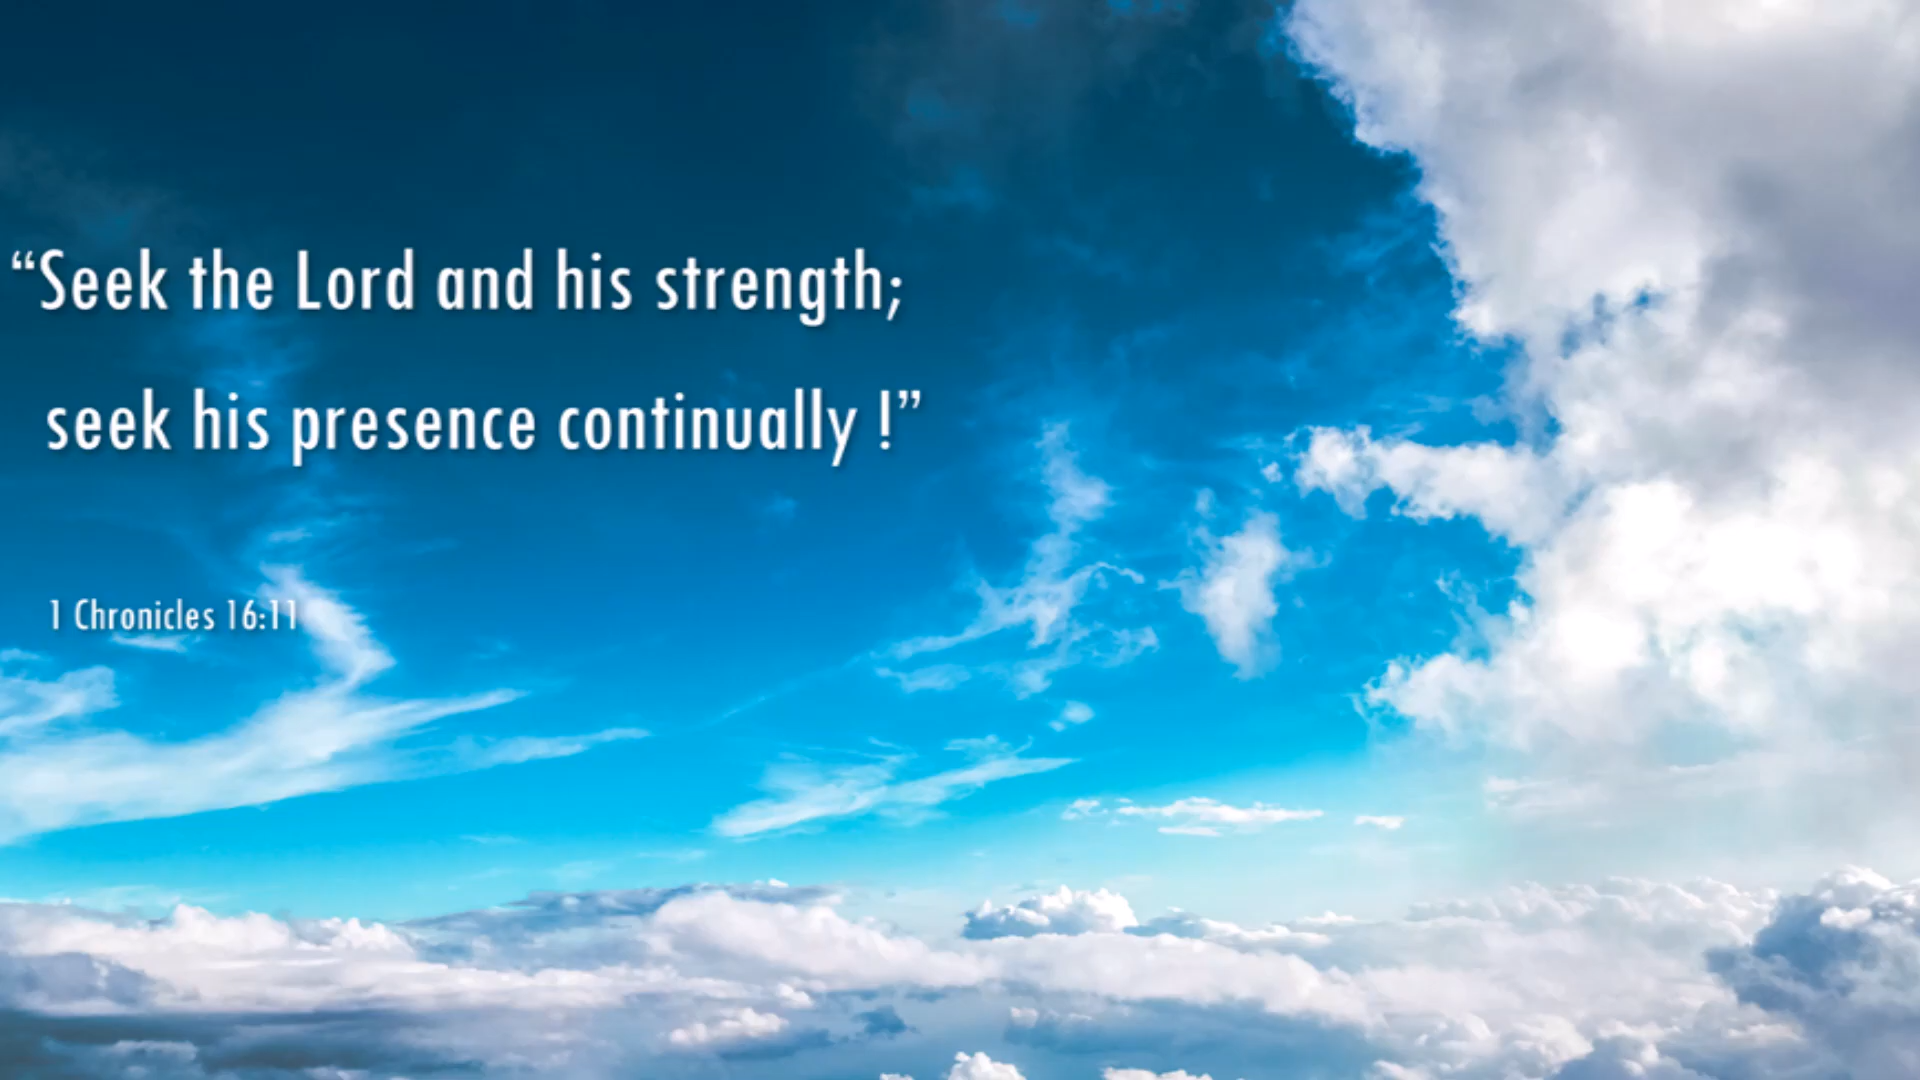 “Seek the Lord and his strength;
seek his presence continually !”
1 Chronicles 16:11